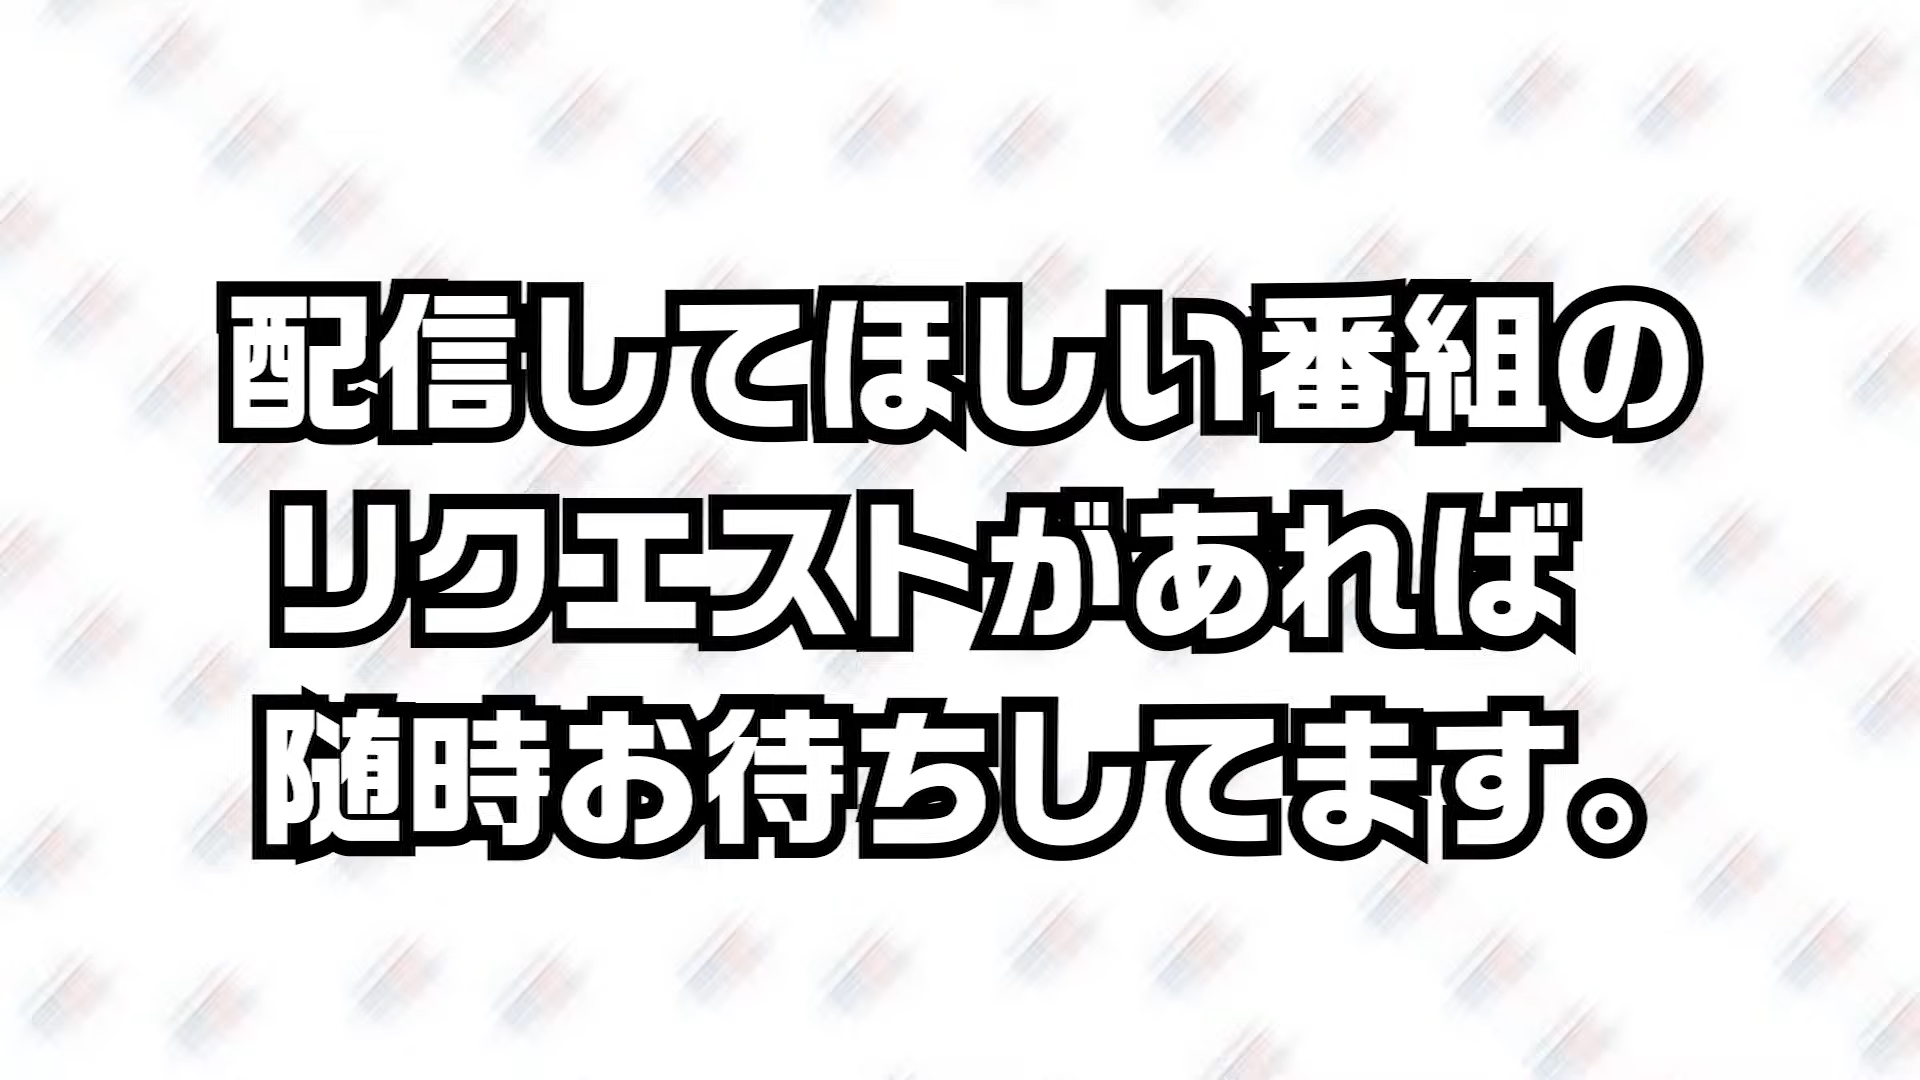 配信してほしい番組の
リクエストがあれば
随時お待ちしてます。